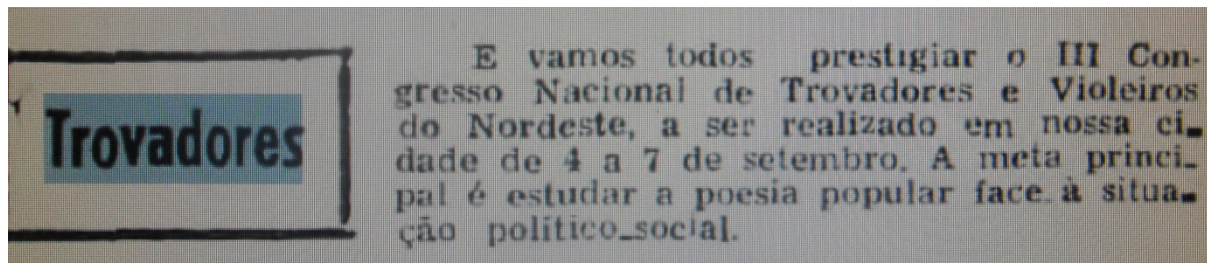 Trovadores
E vamos todos prestigiar o III Con-
gresso Nacional de Trovadores e Violeiros
do Nordeste, a ser realizado em nossa ci-
dade de 4 a 7 de setembro. A meta princi-
pal é estudar a poesia popular face à situa-
ção político-social.